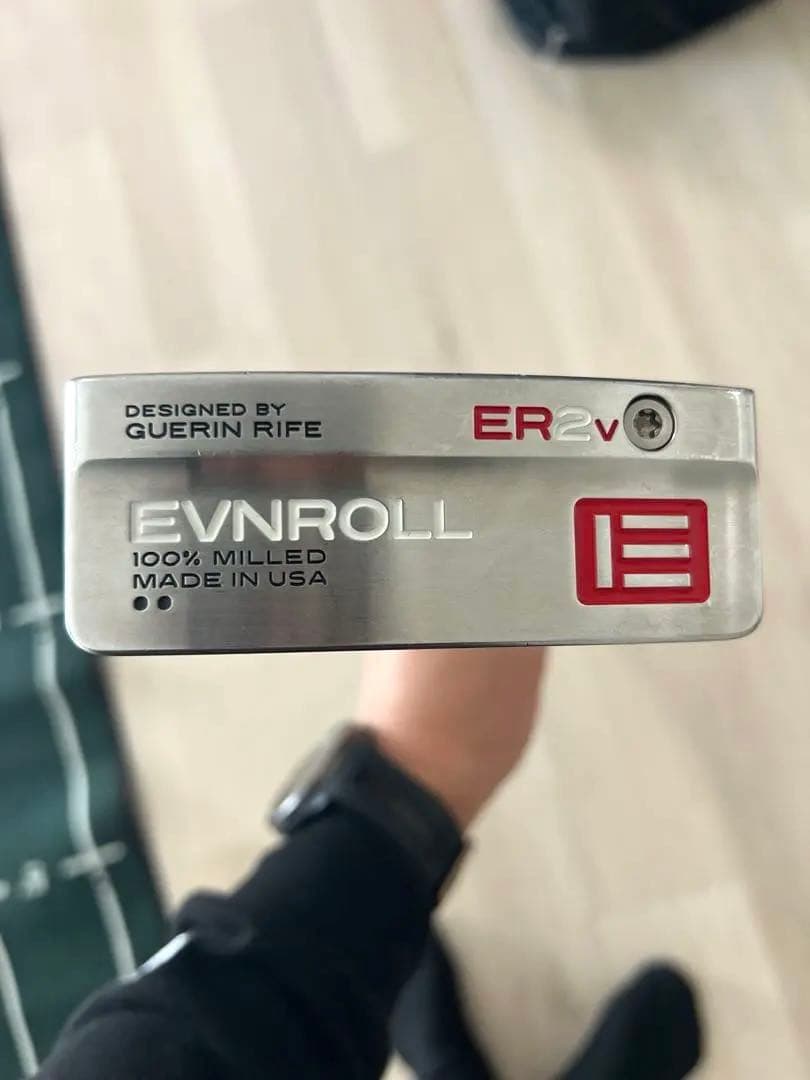 DESIGNED BY
GUERIN RIFE
ER2v
EVNROLL
100% MILLED
MADE IN USA